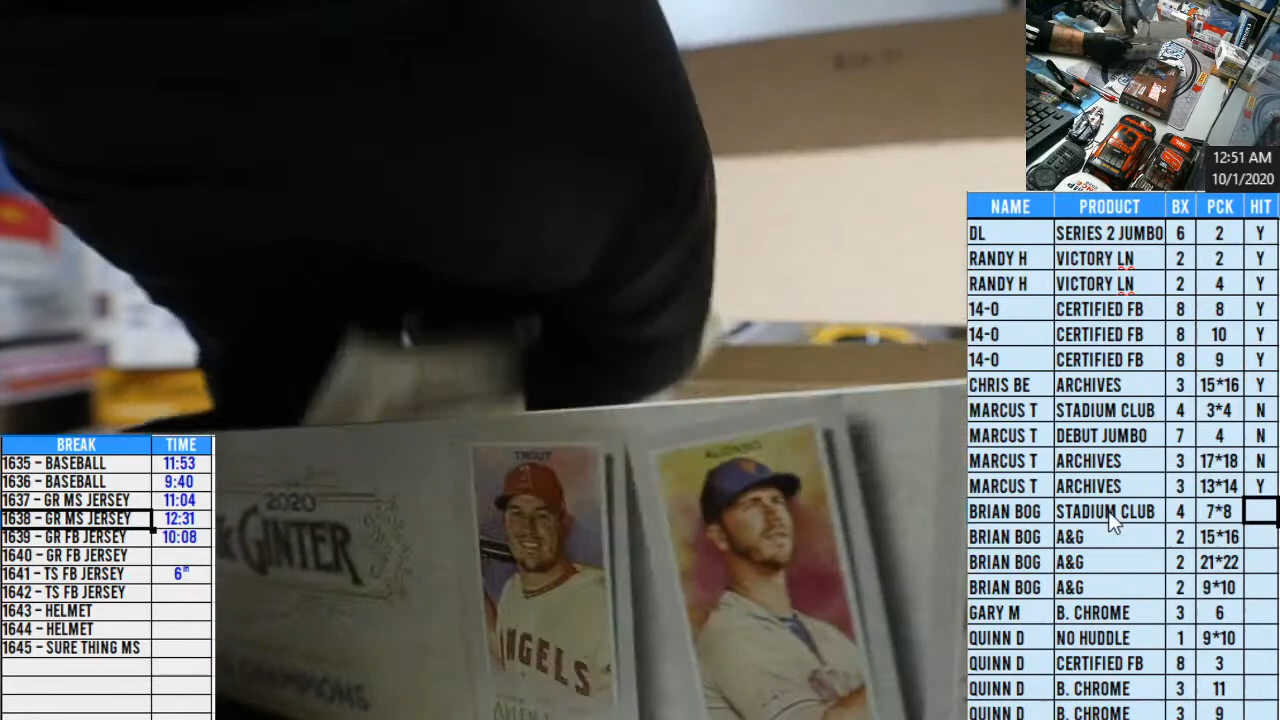 12:51 AM
10/1/2020
NAME PRODUCT BX PCK HIT
DL SERIES 2 JUMBO 6 2 Y
RANDY H VICTORY LN 2 2 Y
RANDY H VICTORY LN 2 4 Y
14-0 CERTIFIED FB 8 8 Y
14-0 CERTIFIED FB 8 10 Y
14-0 CERTIFIED FB 8 9 Y
CHRIS BE ARCHIVES 3 15*16 Y
MARCUS T STADIUM CLUB 4 3*4 N
MARCUS T DEBUT JUMBO 7 4 N
MARCUS T ARCHIVES 3 17*18 N
MARCUS T ARCHIVES 3 13*14 Y
BRIAN BOG STADIUM CLUB 4 7*8
BRIAN BOG A&G 2 15*16
BRIAN BOG A&G 2 21*22
BRIAN BOG A&G 2 9*10
GARY M B. CHROME 3 6
QUINN D NO HUDDLE 1 9*10
QUINN D CERTIFIED FB 8 3
QUINN D B. CHROME 3 11
QUINN D B. CHROME 3 9
BREAK TIME
1635 - BASEBALL 11:53
1636 - BASEBALL 9:40
1637 - GR MS JERSEY 11:04
1638 - GR MS JERSEY 12:31
1639 - GR FB JERSEY 10:08
1640 - GR FB JERSEY
1641 - TS FB JERSEY 6TH
1642 - TS FB JERSEY
1643 - HELMET
1644 - HELMET
1645 - SURE THING MS
2020
GINTER
CHAMPIONS
TROUT
ANGELS
ALONSO